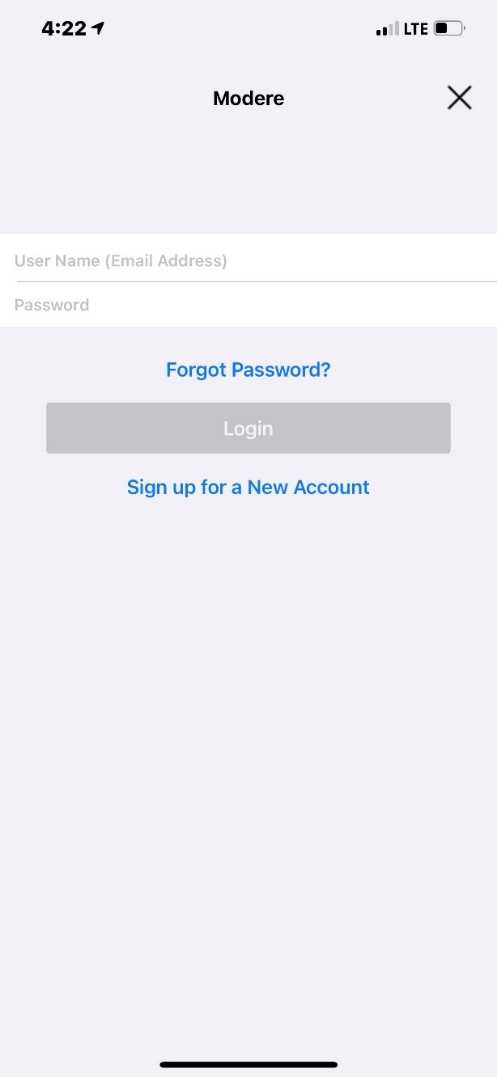 4:22 LTE
Modere
User Name (Email Address)
Password
Forgot Password?
Login
Sign up for a New Account